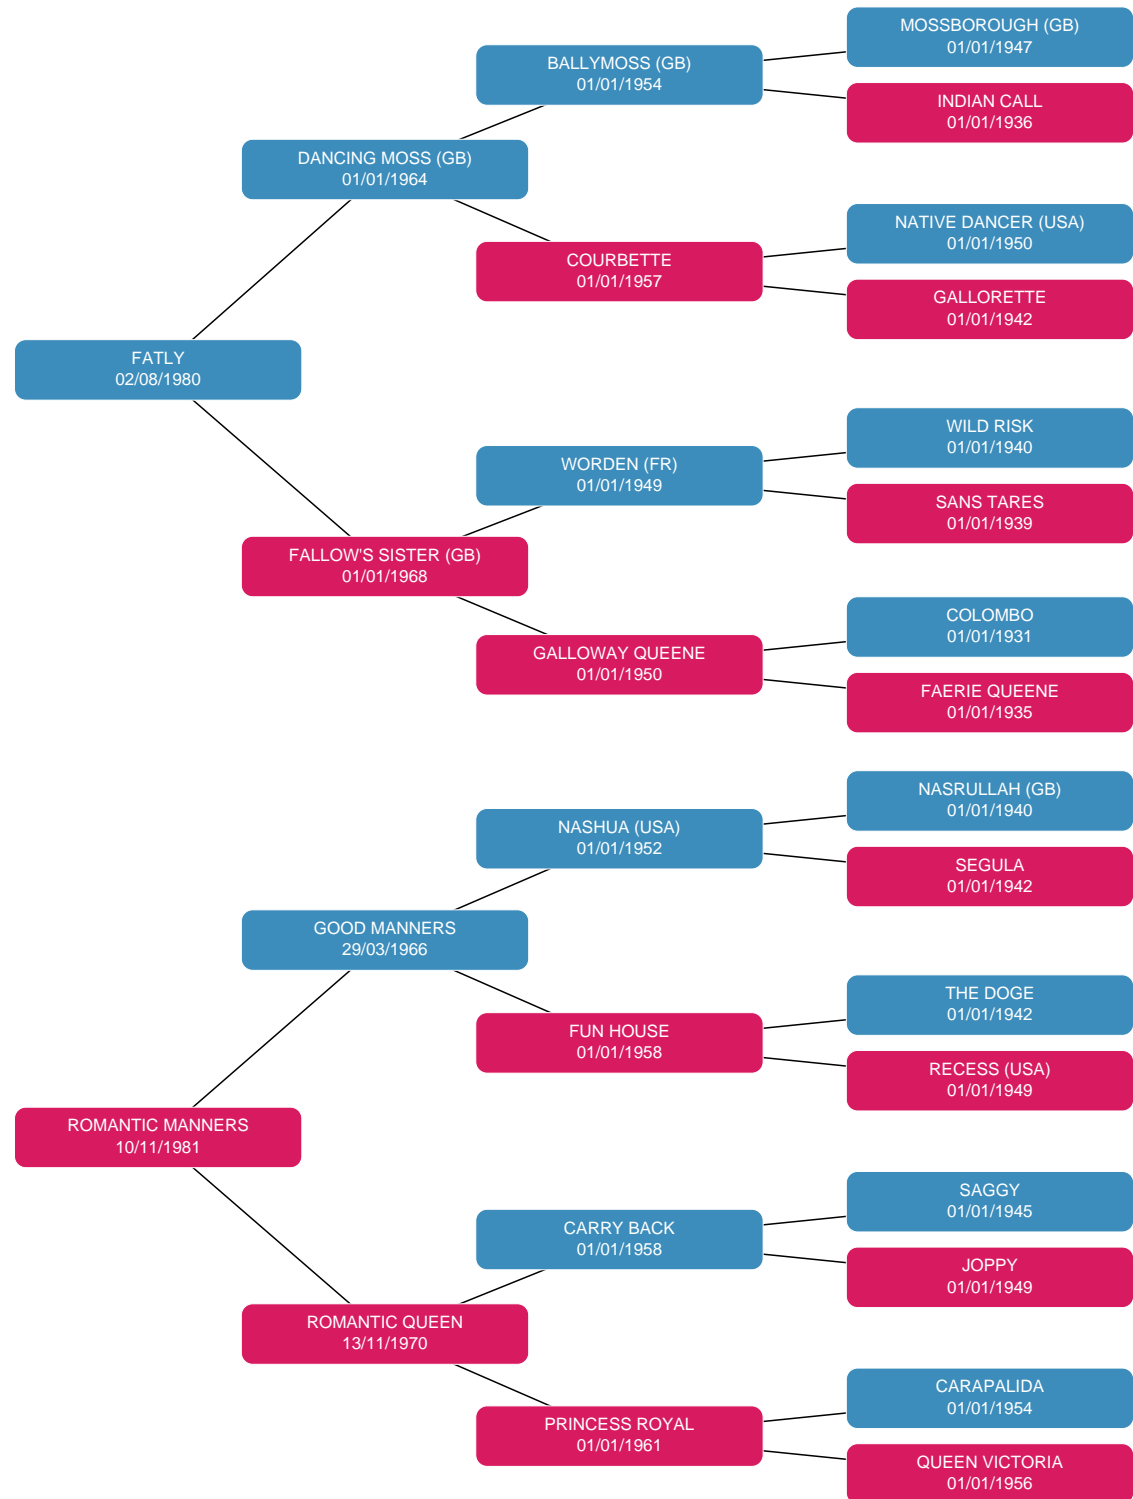 MOSSBOROUGH (GB)
01/01/1947
BALLYMOSS (GB)
01/01/1954
INDIAN CALL
01/01/1936
DANCING MOSS (GB)
01/01/1964
NATIVE DANCER (USA)
01/01/1950
COURBETTE
01/01/1957
GALLORETTE
01/01/1942
FATLY
02/08/1980
WILD RISK
01/01/1940
WORDEN (FR)
01/01/1949
SANS TARES
01/01/1939
FALLOW'S SISTER (GB)
01/01/1968
COLOMBO
01/01/1931
GALLOWAY QUEENE
01/01/1950
FAERIE QUEENE
01/01/1935
NASRULLAH (GB)
01/01/1940
NASHUA (USA)
01/01/1952
SEGULA
01/01/1942
GOOD MANNERS
29/03/1966
THE DOGE
01/01/1942
FUN HOUSE
01/01/1958
RECESS (USA)
01/01/1949
ROMANTIC MANNERS
10/11/1981
SAGGY
01/01/1945
CARRY BACK
01/01/1958
JOPPY
01/01/1949
ROMANTIC QUEEN
13/11/1970
CARAPALIDA
01/01/1954
PRINCESS ROYAL
01/01/1961
QUEEN VICTORIA
01/01/1956